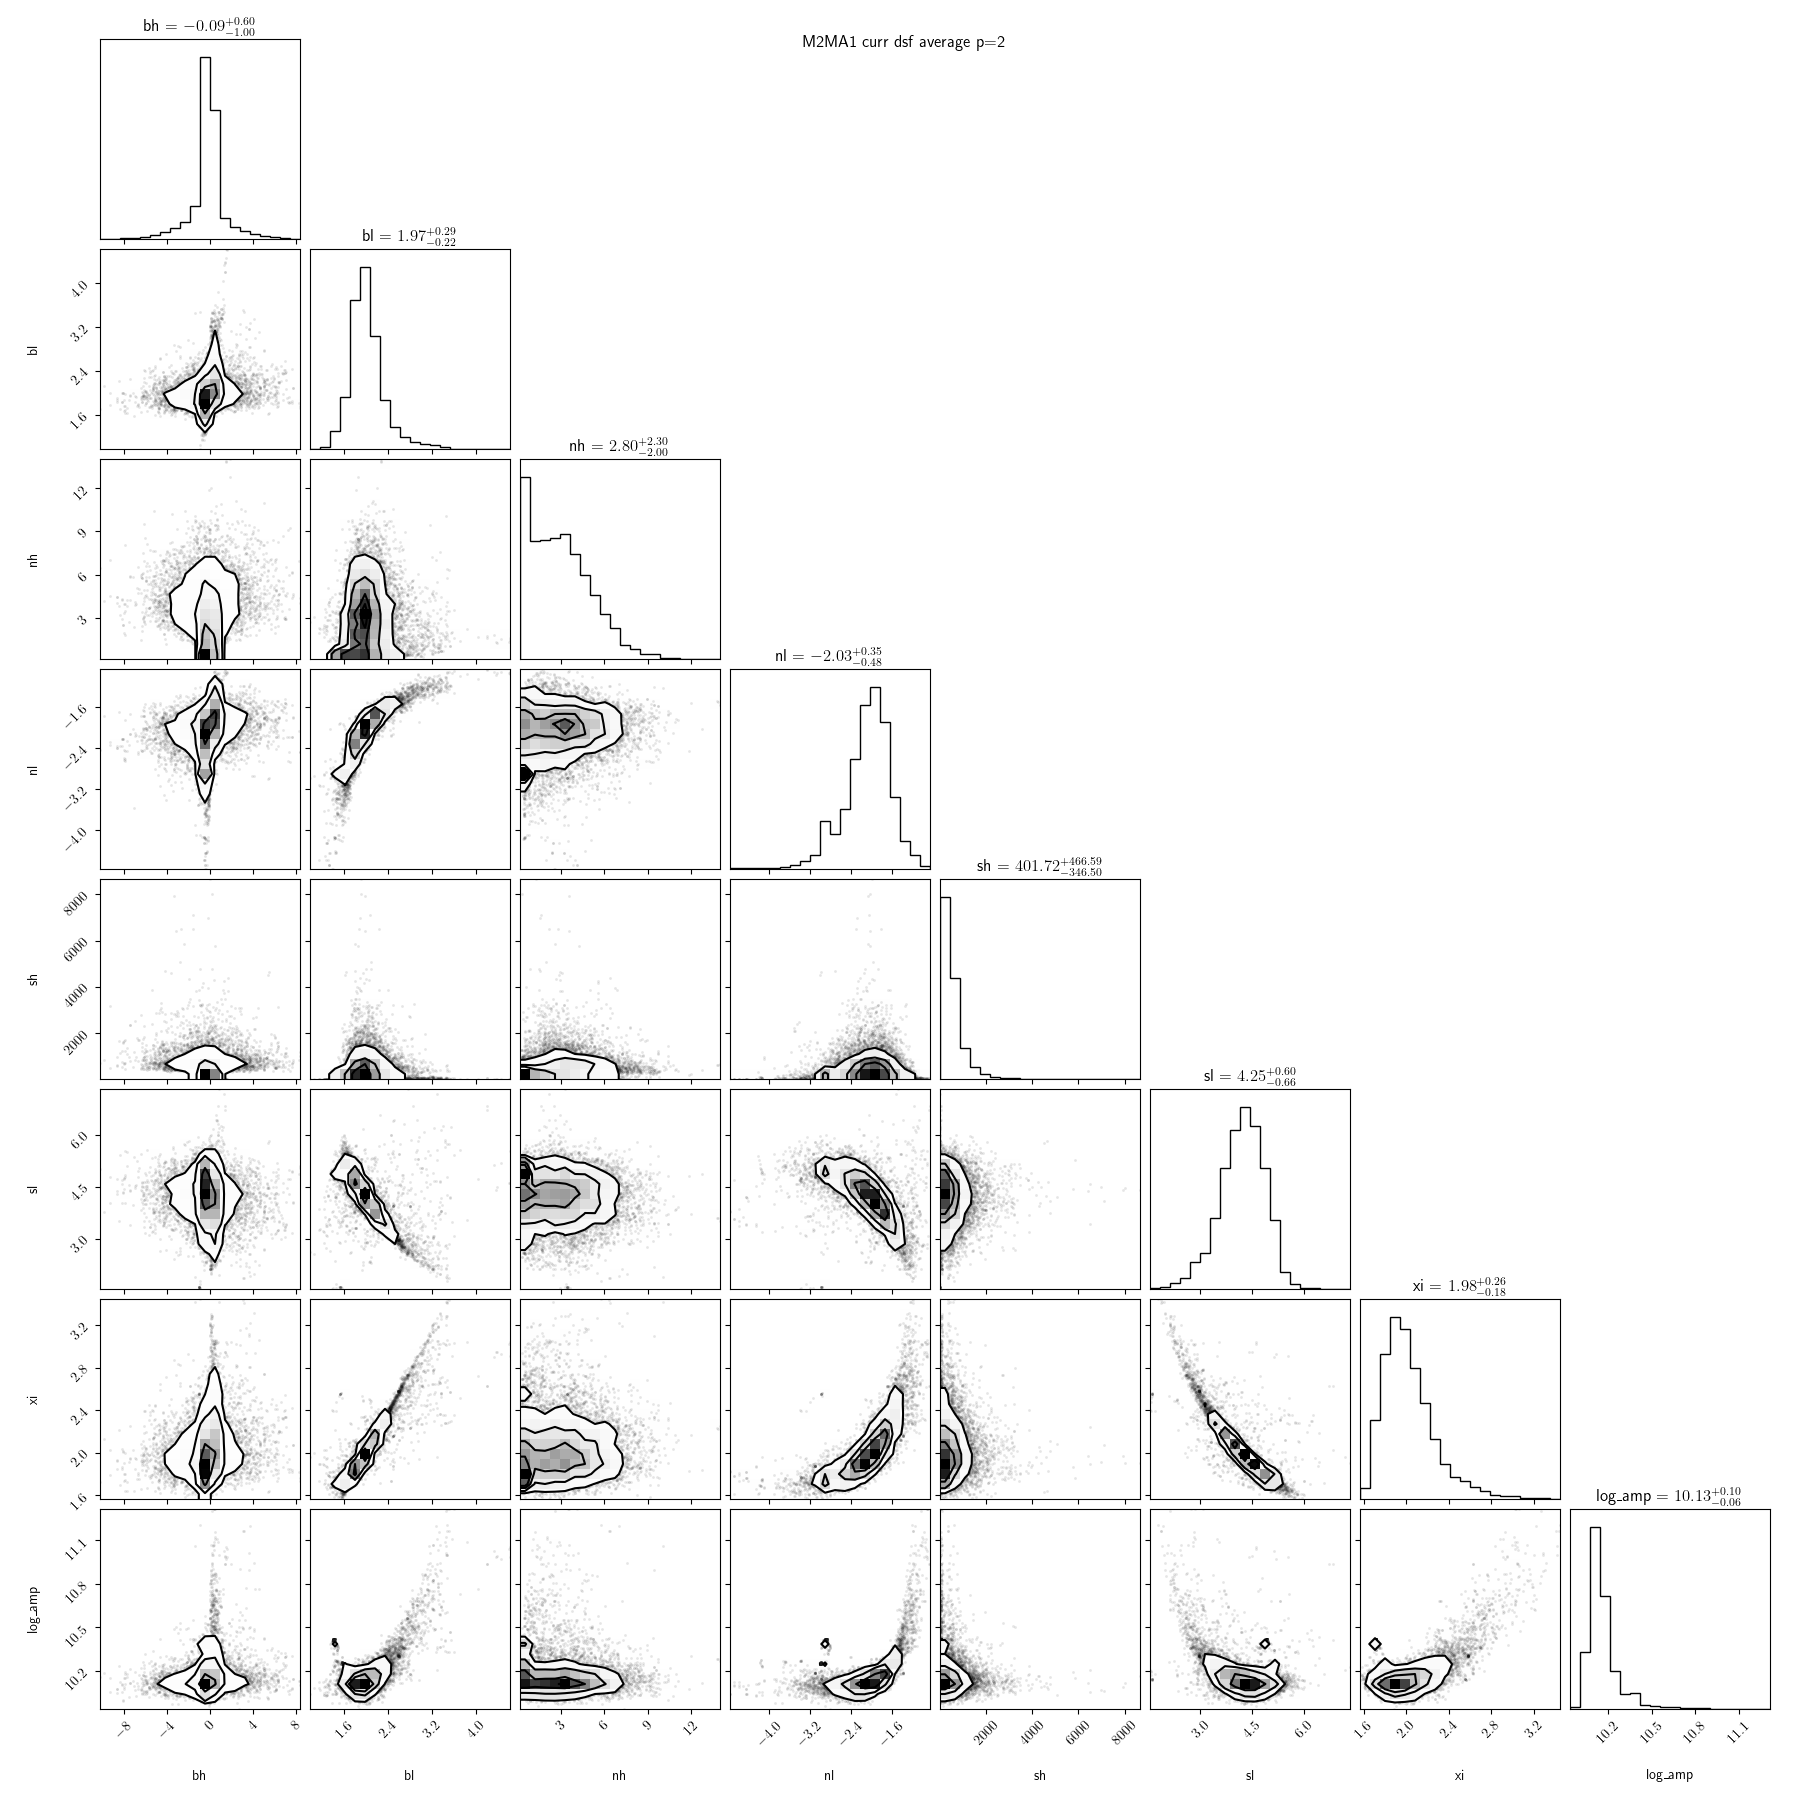 bh = −0.09+0.60−1.00
M2MA1 curr dsf average p=2
bl = 1.97+0.29−0.22
4.0
3.2
2.4
1.6
bl
nh = 2.80+2.30−2.00
12
9
6
3
nh
nl = −2.03+0.35−0.48
−1.6
−2.4
−3.2
−4.0
nl
sh = 401.72+466.59−346.50
8000
6000
4000
2000
sh
sl = 4.25+0.60−0.66
6.0
4.5
3.0
sl
xi = 1.98+0.26−0.18
3.2
2.8
2.4
2.0
1.6
xi
log_amp = 10.13+0.10−0.06
11.1
10.8
10.5
10.2
log_amp
−8 −4 0 4 8 1.6 2.4 3.2 4.0 3 6 9 12 −4.0 −3.2 −2.4 −1.6 2000 4000 6000 8000 3.0 4.5 6.0 1.6 2.0 2.4 2.8 3.2 10.2 10.5 10.8 11.1
bh bl nh nl sh sl xi log_amp